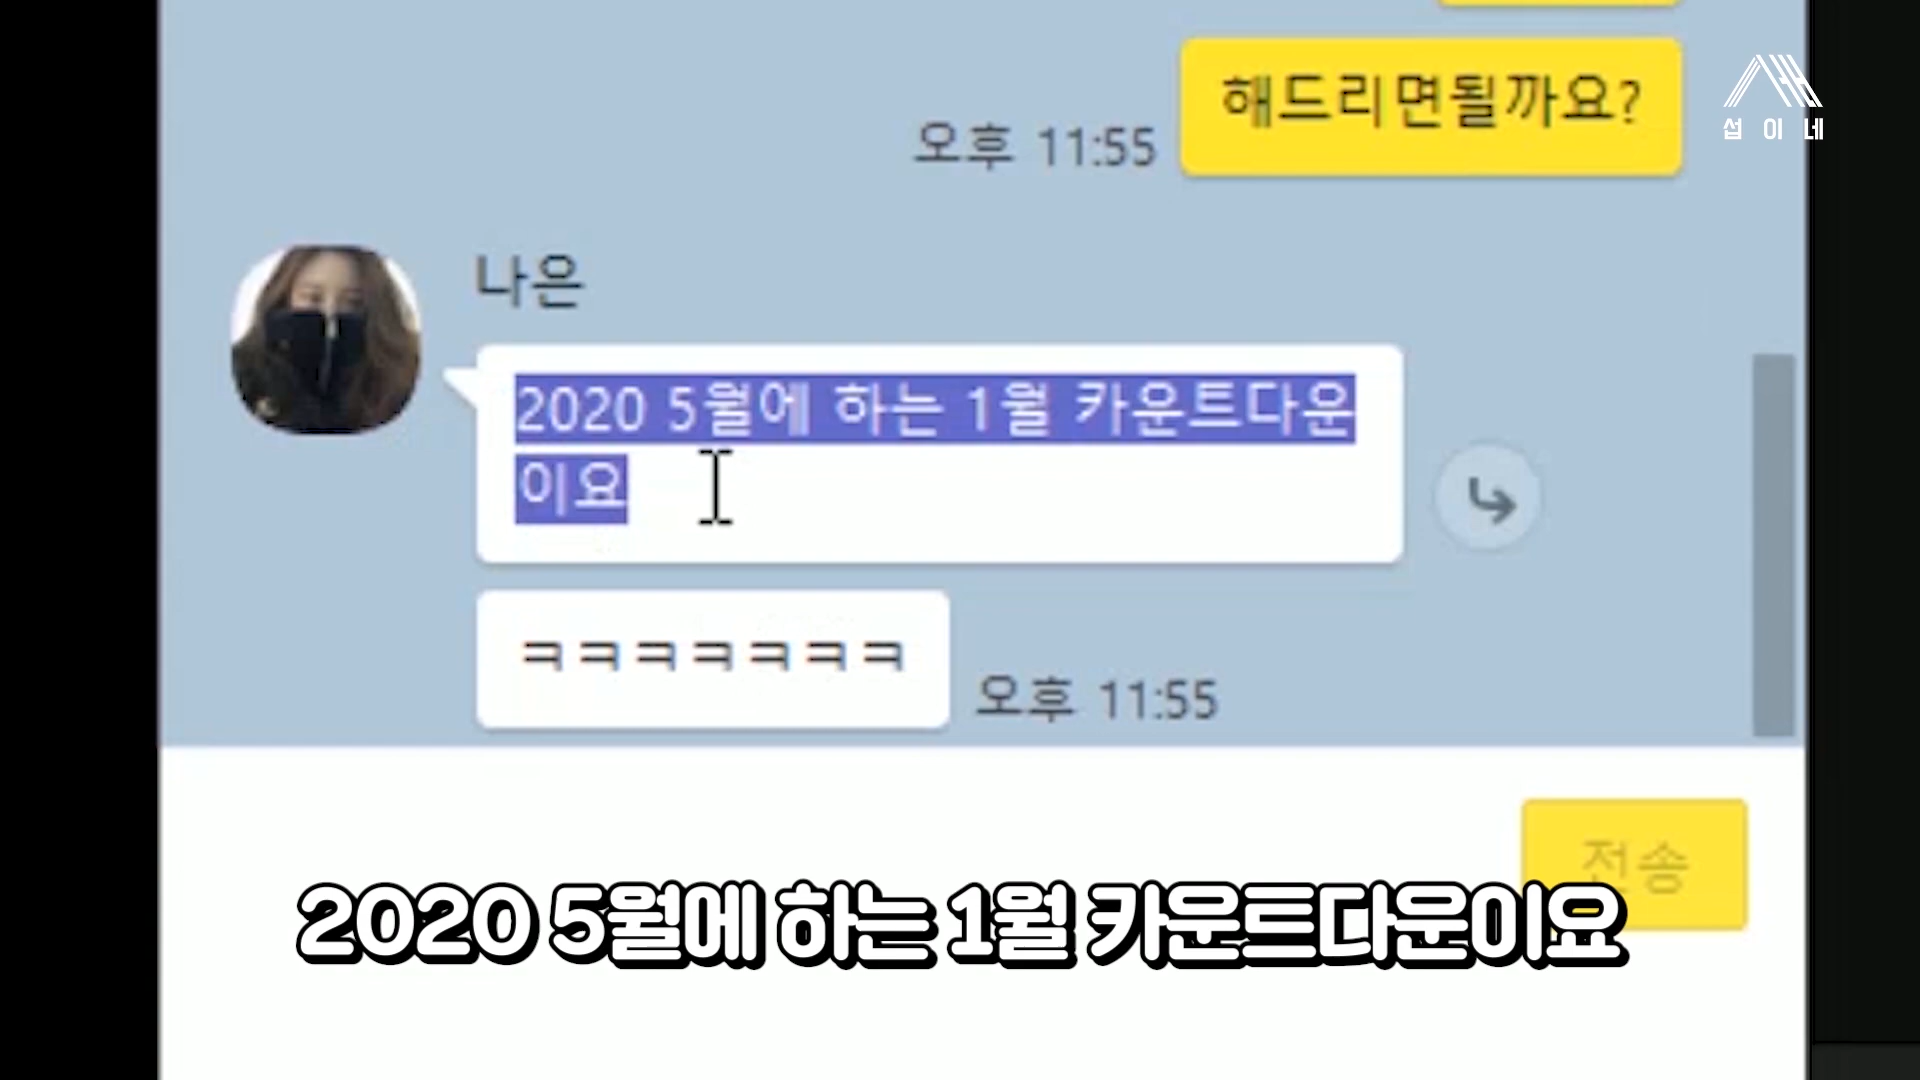 해드리면될까요?
오후 11:55
섭이네
나은
2020 5월에 하는 1월 카운트다운
이요
ㅋㅋㅋㅋㅋㅋㅋ
오후 11:55
전송
2020 5월에 하는 1월 카운트다운이요